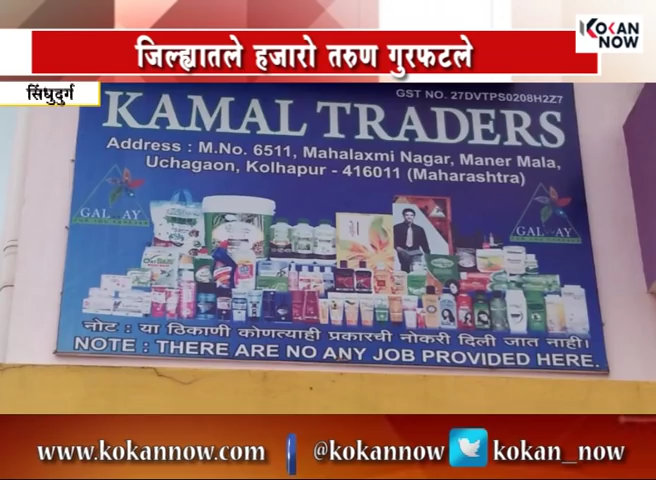 जिल्ह्यातले हजारो तरुण गुरफटले
KOKAN
NOW
सिंधुदुर्ग
GST NO. 27DVTPS0208H2Z7
KAMAL TRADERS
Address : M.No. 6511, Mahalaxmi Nagar, Maner Mala,
Uchagaon, Kolhapur - 416011 (Maharashtra)
GALWAY
GALWAY
नोट : या ठिकाणी कोणत्याही प्रकारची नोकरी दिली जात नाही।
NOTE : THERE ARE NO ANY JOB PROVIDED HERE.
www.kokannow.com | @kokannow kokan_now